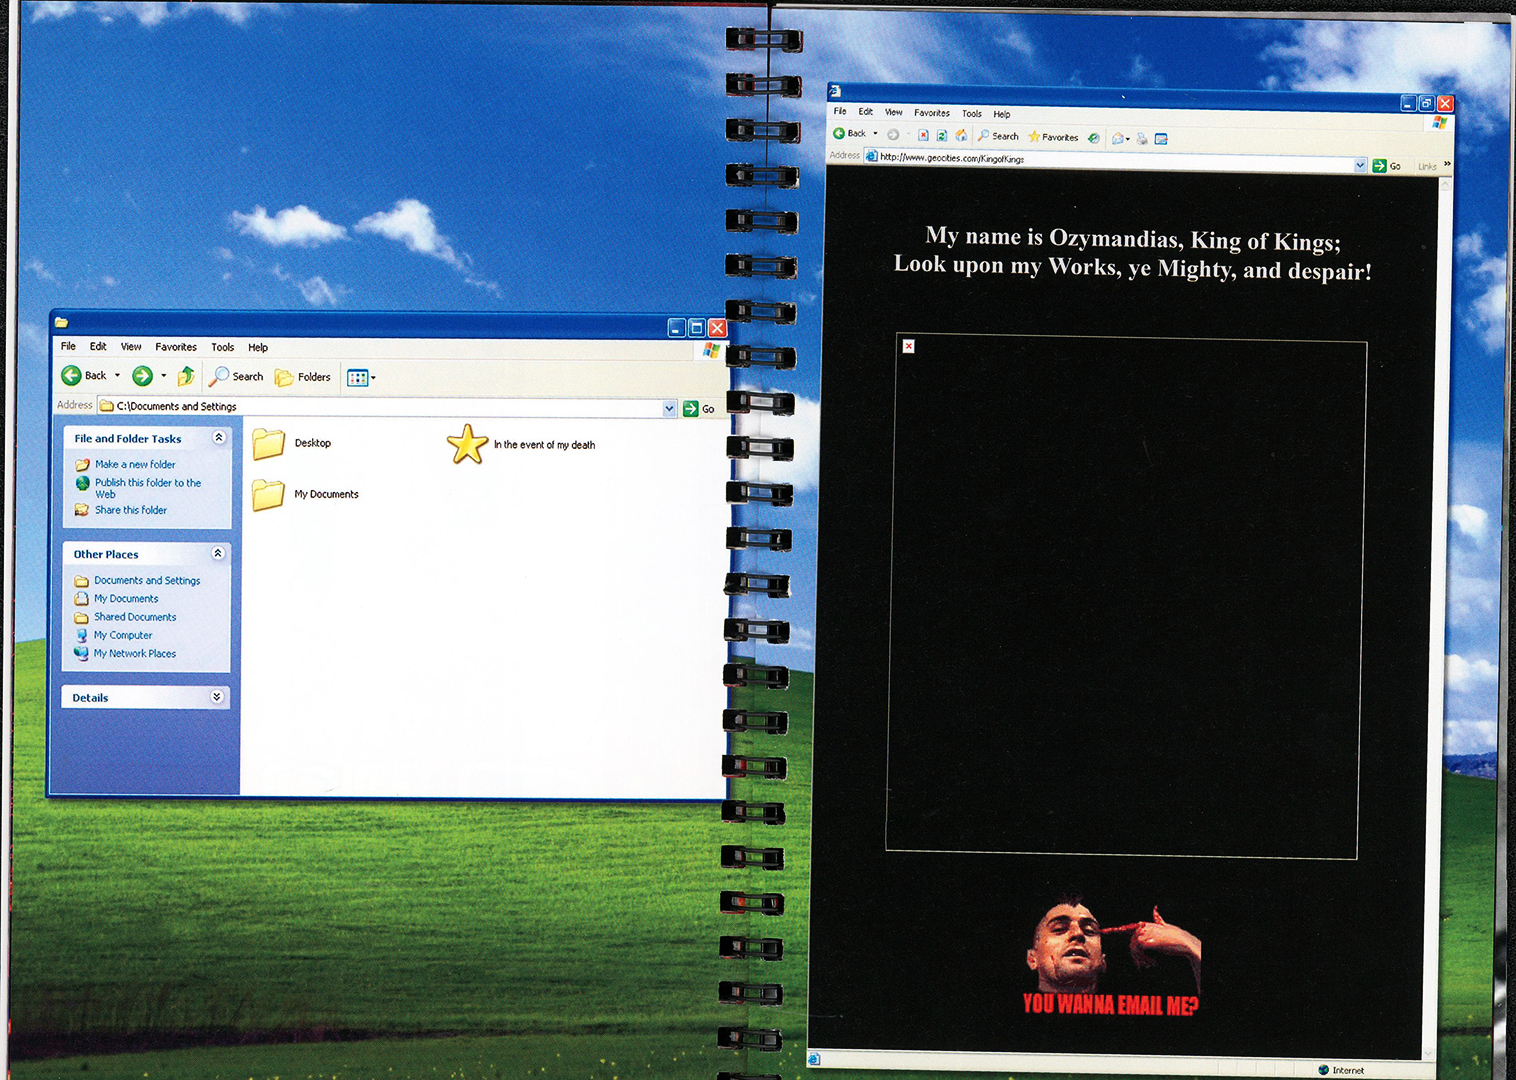 File Edit View Favorites Tools Help
Back Search Folders
Address C:\Documents and Settings Go
File and Folder Tasks
Make a new folder
Publish this folder to the
Web
Share this folder
Other Places
Documents and Settings
My Documents
Shared Documents
My Computer
My Network Places
Details
Desktop
In the event of my death
My Documents
File Edit View Favorites Tools Help
Back Search Favorites
Address http://www.geocities.com/KingofKings Go Links »
My name is Ozymandias, King of Kings;
Look upon my Works, ye Mighty, and despair!
YOU WANNA EMAIL ME?
Internet